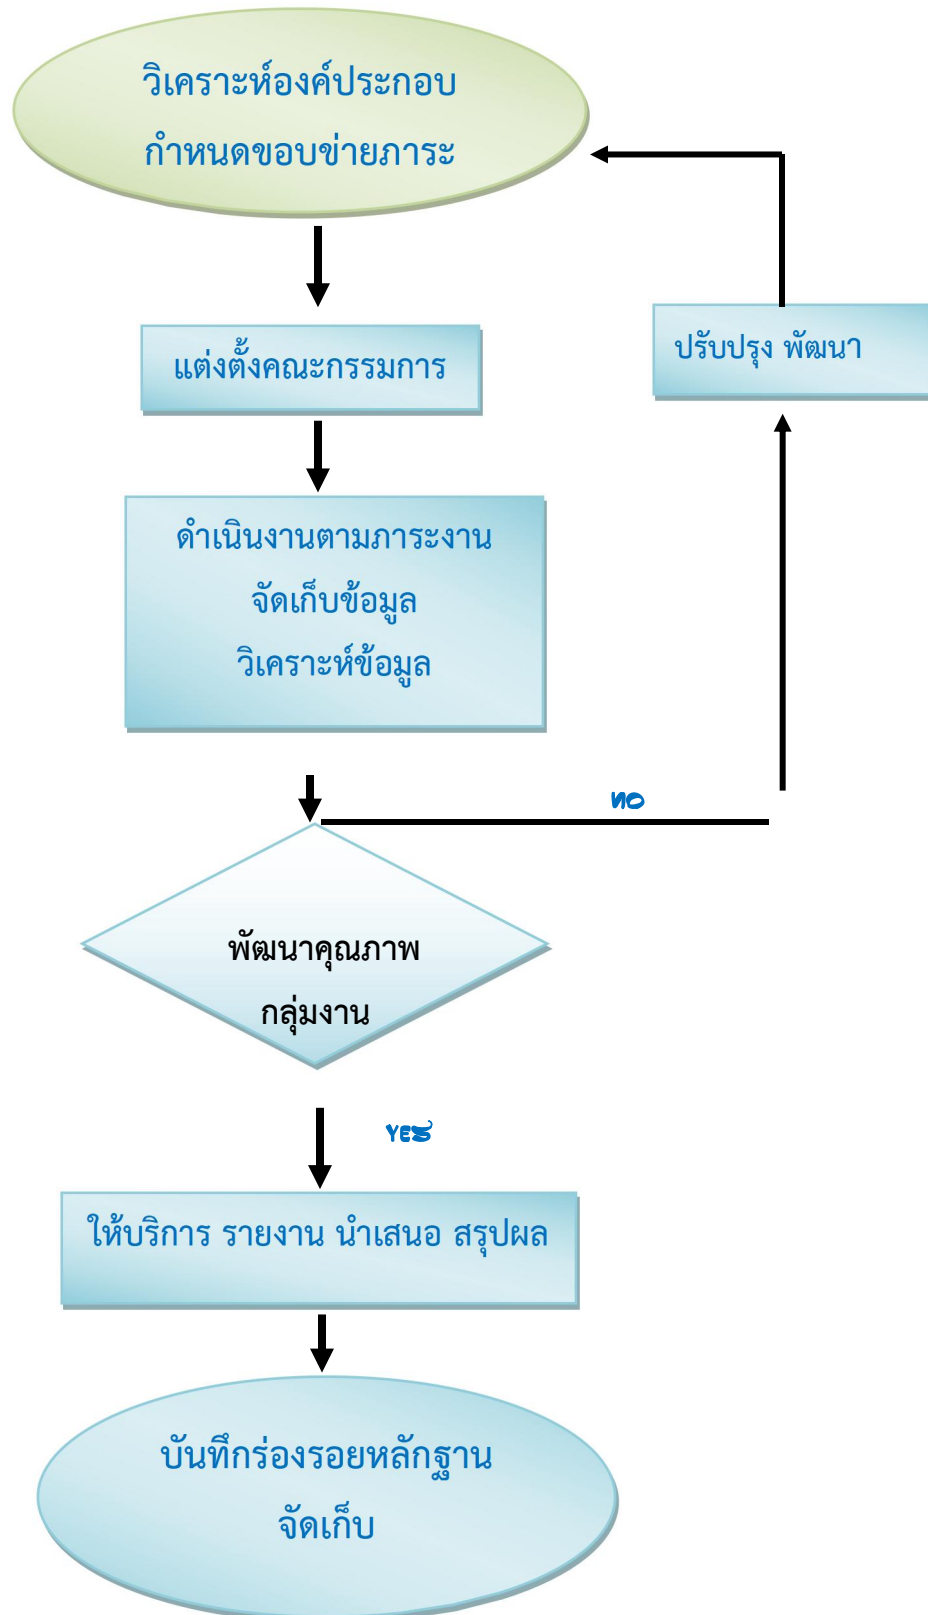 วิเคราะห์องค์ประกอบ
กำหนดขอบข่ายภาระ
ปรับปรุง พัฒนา
แต่งตั้งคณะกรรมการ
ดำเนินงานตามภาระงาน
จัดเก็บข้อมูล
วิเคราะห์ข้อมูล
NO
พัฒนาคุณภาพ
กลุ่มงาน
YES
ให้บริการ รายงาน นำเสนอ สรุปผล
บันทึกร่องรอยหลักฐาน
จัดเก็บ